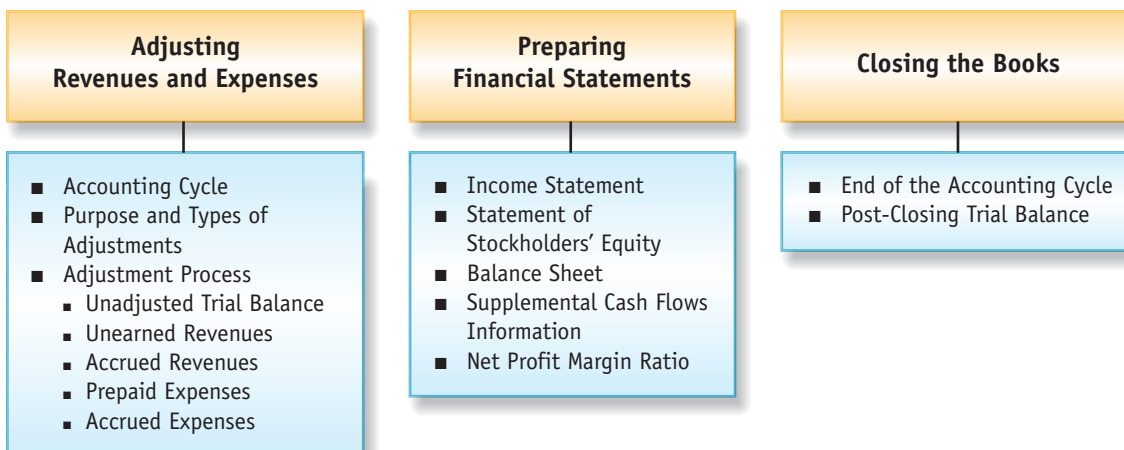 Adjusting
Revenues and Expenses
■ Accounting Cycle
■ Purpose and Types of
Adjustments
■ Adjustment Process
■ Unadjusted Trial Balance
■ Unearned Revenues
■ Accrued Revenues
■ Prepaid Expenses
■ Accrued Expenses
Preparing
Financial Statements
■ Income Statement
■ Statement of
Stockholders’ Equity
■ Balance Sheet
■ Supplemental Cash Flows
Information
■ Net Profit Margin Ratio
Closing the Books
■ End of the Accounting Cycle
■ Post-Closing Trial Balance